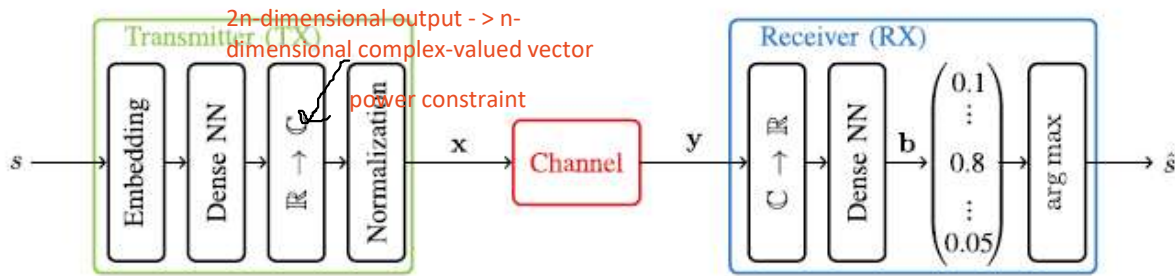 2n-dimensional output - > n-
Transmitter (TX)
dimensional complex-valued vector
power constraint
Receiver (RX)
s
Embedding
Dense NN
ℝ → ℂ
Normalization
x
Channel
y
ℂ → ℝ
Dense NN
b
0.1
...
0.8
...
0.05
arg max
ŝ